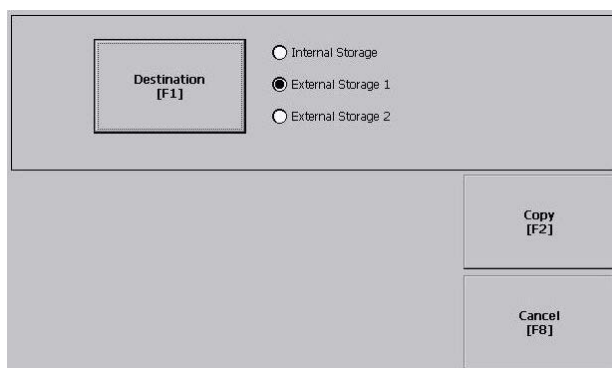 Destination
[F1]
Internal Storage
External Storage 1
External Storage 2
Copy
[F2]
Cancel
[F8]